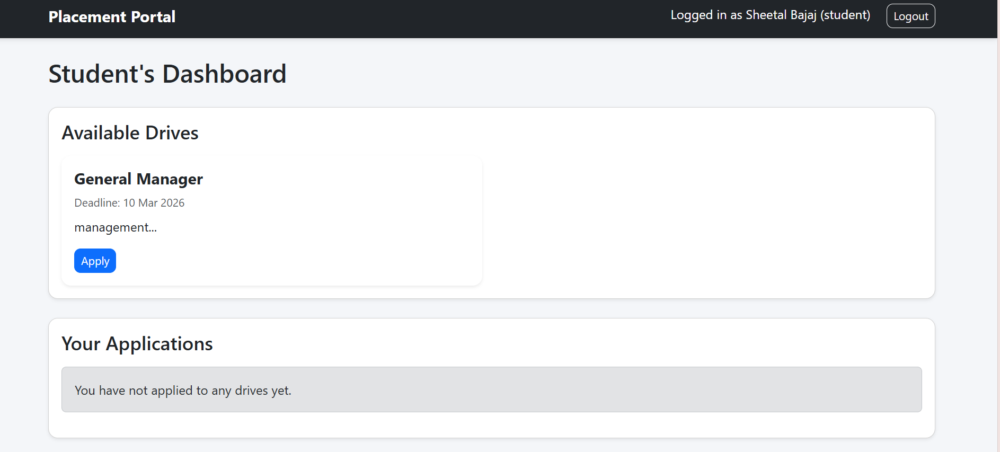 Placement Portal
Logged in as Sheetal Bajaj (student)
Logout
Student's Dashboard
Available Drives
General Manager
Deadline: 10 Mar 2026
management...
Apply
Your Applications
You have not applied to any drives yet.